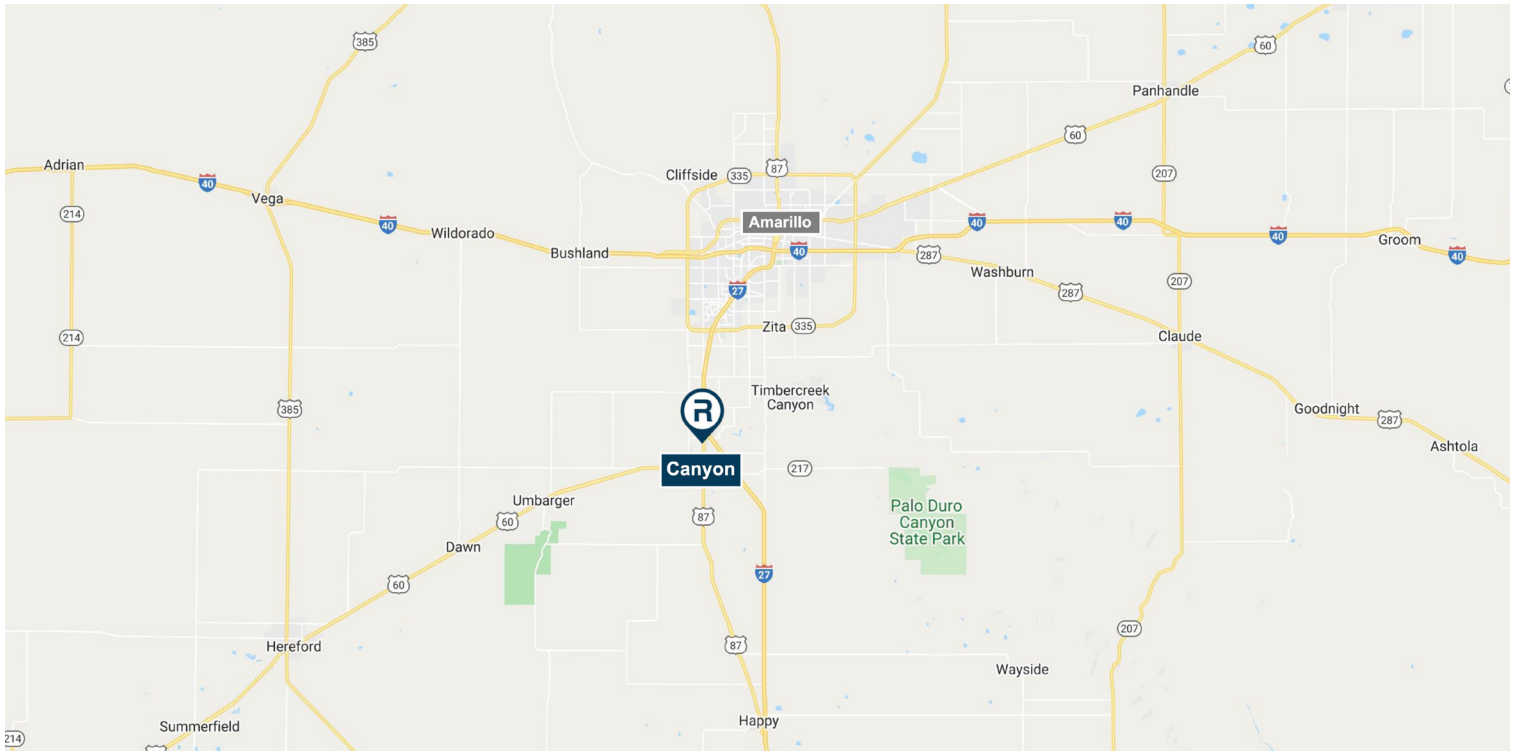 385
60
Panhandle
60
Adrian
87
Cliffside
335
207
40
Vega
214
Amarillo
40
40
40
Wildorado
40
Groom
Bushland
40
287
40
Washburn
207
27
287
Zita
335
214
Claude
Timbercreek
Canyon
385
R
Goodnight
287
Ashtola
Canyon
217
Umbarger
Palo Duro
Canyon
State Park
60
87
Dawn
27
60
207
Hereford
87
Wayside
Happy
Summerfield
214